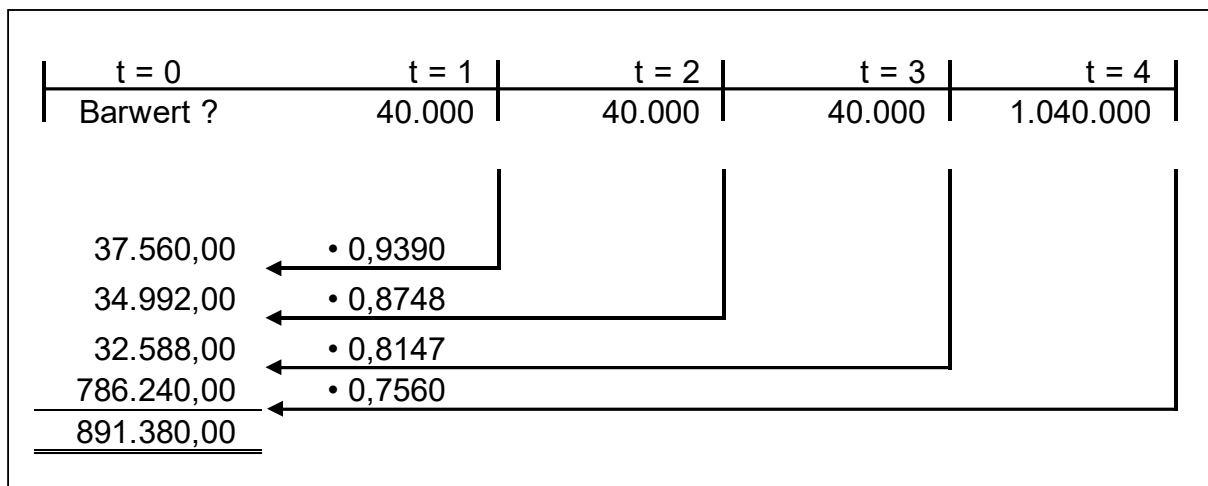 t = 0 t = 1 t = 2 t = 3 t = 4
Barwert ? 40.000 40.000 40.000 1.040.000
37.560,00 • 0,9390
34.992,00 • 0,8748
32.588,00 • 0,8147
786.240,00 • 0,7560
891.380,00